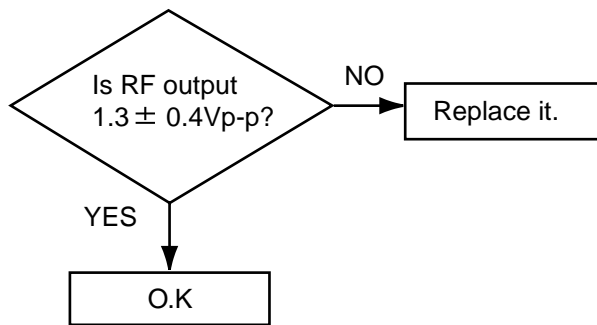 Is RF output
1.3 ± 0.4Vp-p?
NO
Replace it.
YES
O.K